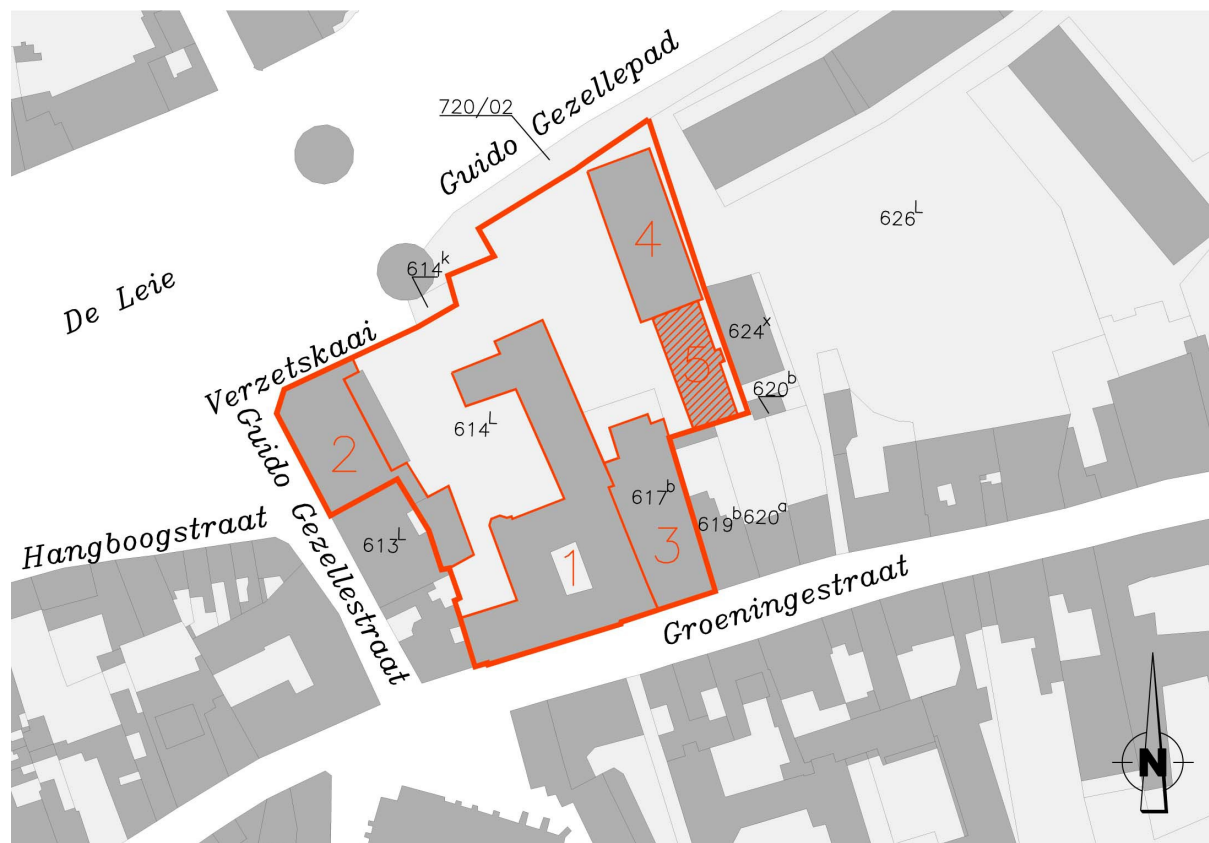 720/02
Guido Gezellepad
4
626L
614k
De Leie
624x
Verzetskaai
5
620b
614L
2
Guido Gezellestraat
617b
619b
620a
Hangboogstraat
613L
1
3
Groeningestraat
N